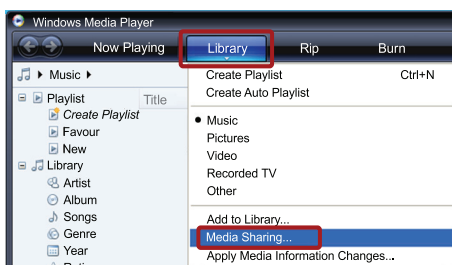 Windows Media Player
Now Playing Library Rip Burn
Music
Playlist Title
Create Playlist
Favour
New
Library
Artist
Album
Songs
Genre
Year
Create Playlist Ctrl+N
Create Auto Playlist
Music
Pictures
Video
Recorded TV
Other
Add to Library...
Media Sharing...
Apply Media Information Changes...